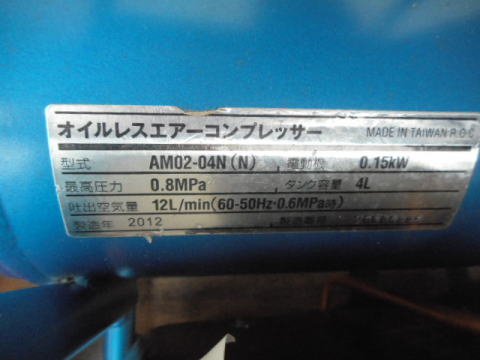 オイルレスエアーコンプレッサー MADE IN TAIWAN R.O.C
型式 AM02-04N(N) 電動機 0.15kW
最高圧力 0.8MPa タンク容量 4L
吐出空気量 12L/min(60-50Hz・0.6MPa時)
製造年 2012 製造番号